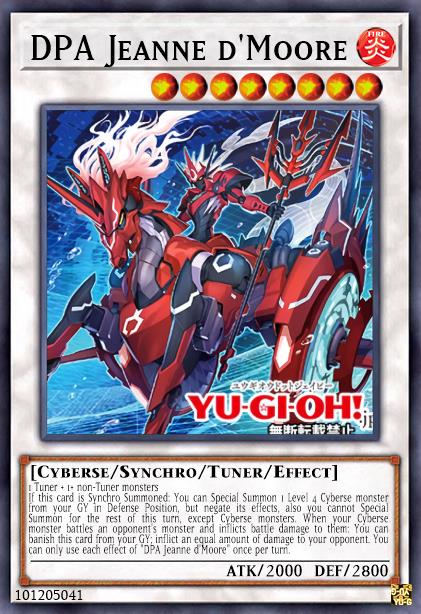 DPA Jeanne d'Moore
FIRE
炎
ユウギオウドットジェイピー
YU-GI-OH!
.jp
無断転載禁止
[Cyberse/Synchro/Tuner/Effect]
1 Tuner + 1+ non-Tuner monsters
If this card is Synchro Summoned: You can Special Summon 1 Level 4 Cyberse monster
from your GY in Defense Position, but negate its effects, also you cannot Special
Summon for the rest of this turn, except Cyberse monsters. When your Cyberse
monster battles an opponent's monster and inflicts battle damage to them: You can
banish this card from your GY; inflict an equal amount of damage to your opponent. You
can only use each effect of "DPA Jeanne d'Moore" once per turn.
ATK/2000 DEF/2800
101205041